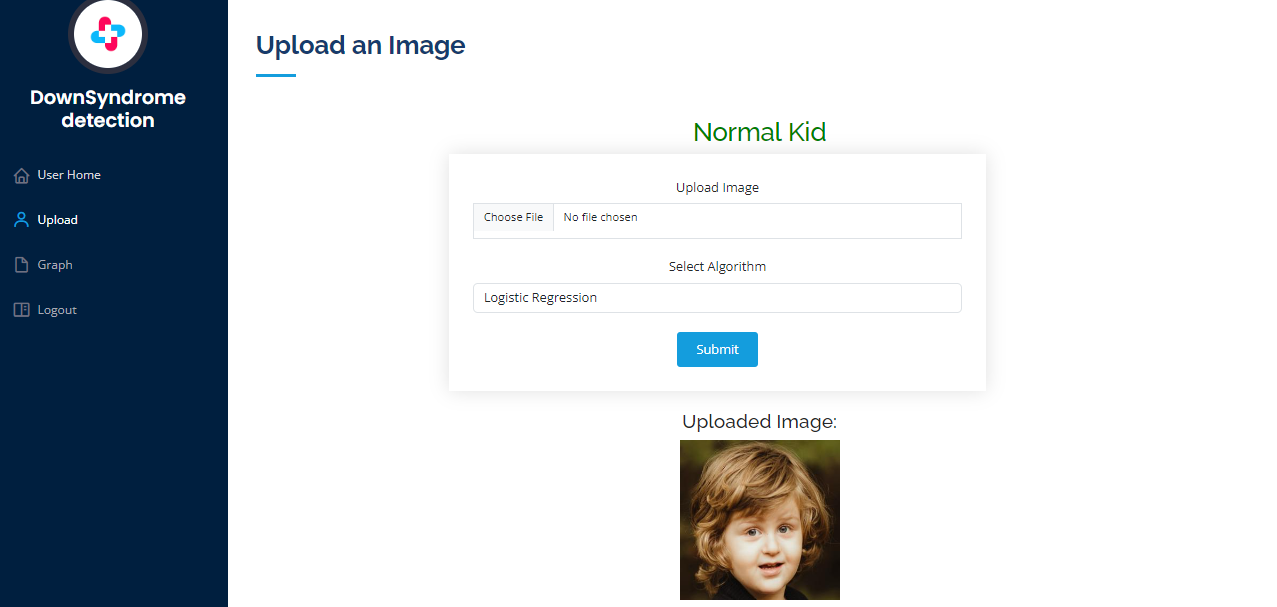 DownSyndrome
detection
User Home
Upload
Graph
Logout
Upload an Image
Normal Kid
Upload Image
Choose File No file chosen
Select Algorithm
Logistic Regression
Submit
Uploaded Image: